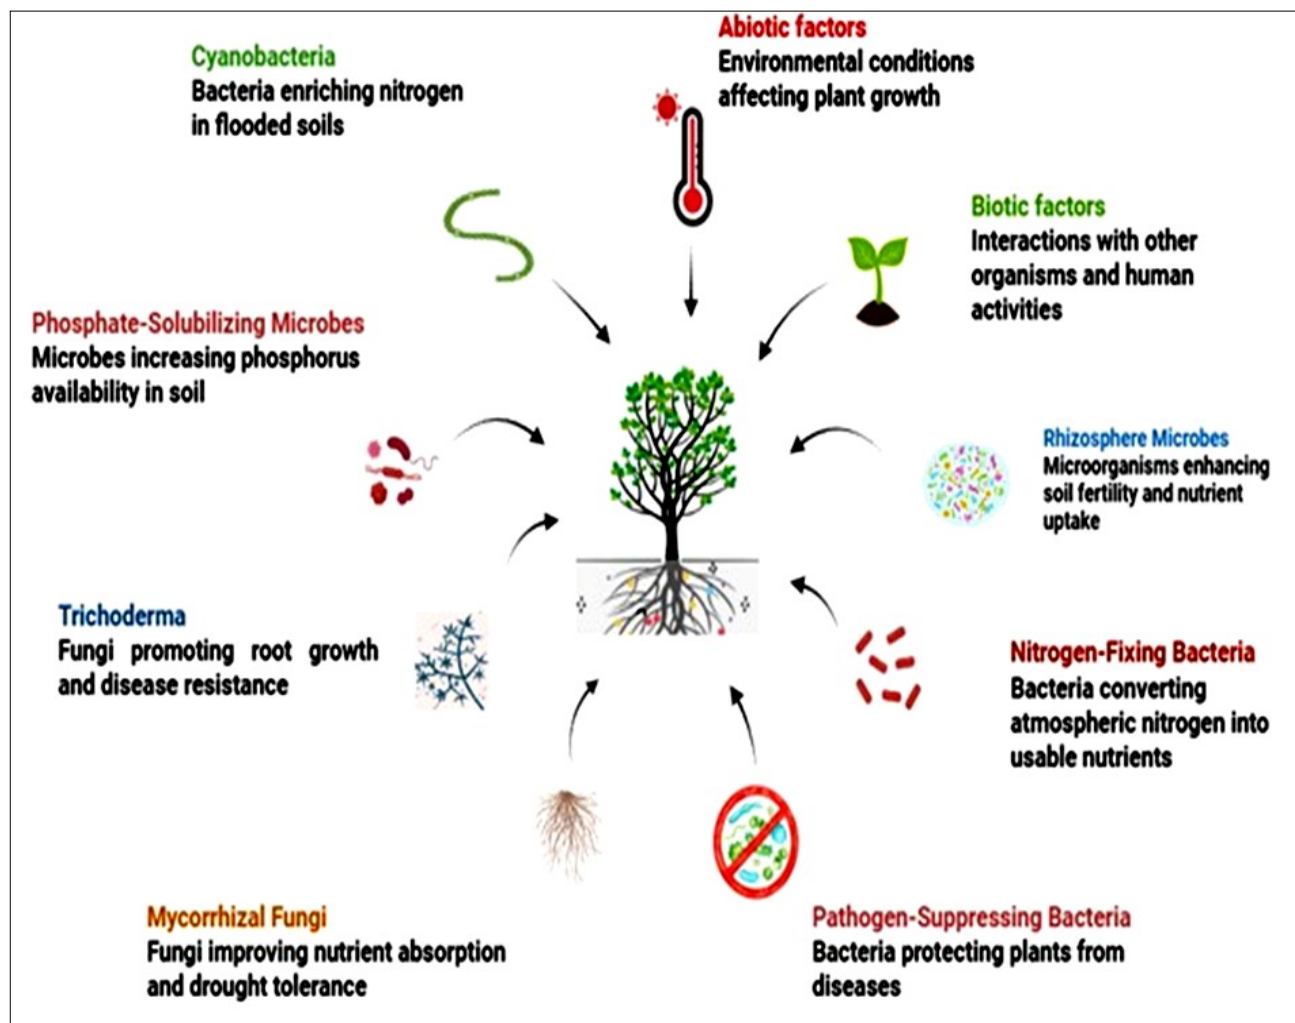 Abiotic factors
Environmental conditions
affecting plant growth
Cyanobacteria
Bacteria enriching nitrogen
in flooded soils
Biotic factors
Interactions with other
organisms and human
activities
Phosphate-Solubilizing Microbes
Microbes increasing phosphorus
availability in soil
Rhizosphere Microbes
Microorganisms enhancing
soil fertility and nutrient
uptake
Trichoderma
Fungi promoting root growth
and disease resistance
Nitrogen-Fixing Bacteria
Bacteria converting
atmospheric nitrogen into
usable nutrients
Mycorrhizal Fungi
Fungi improving nutrient absorption
and drought tolerance
Pathogen-Suppressing Bacteria
Bacteria protecting plants from
diseases